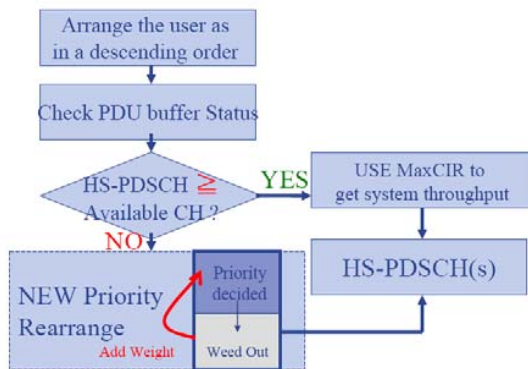 Arrange the user as
in a descending order
Check PDU buffer Status
HS-PDSCH ≧
Available CH ?
YES
USE MaxCIR to
get system throughput
NO
HS-PDSCH(s)
NEW Priority
Rearrange
Priority
decided
Add Weight
Weed Out